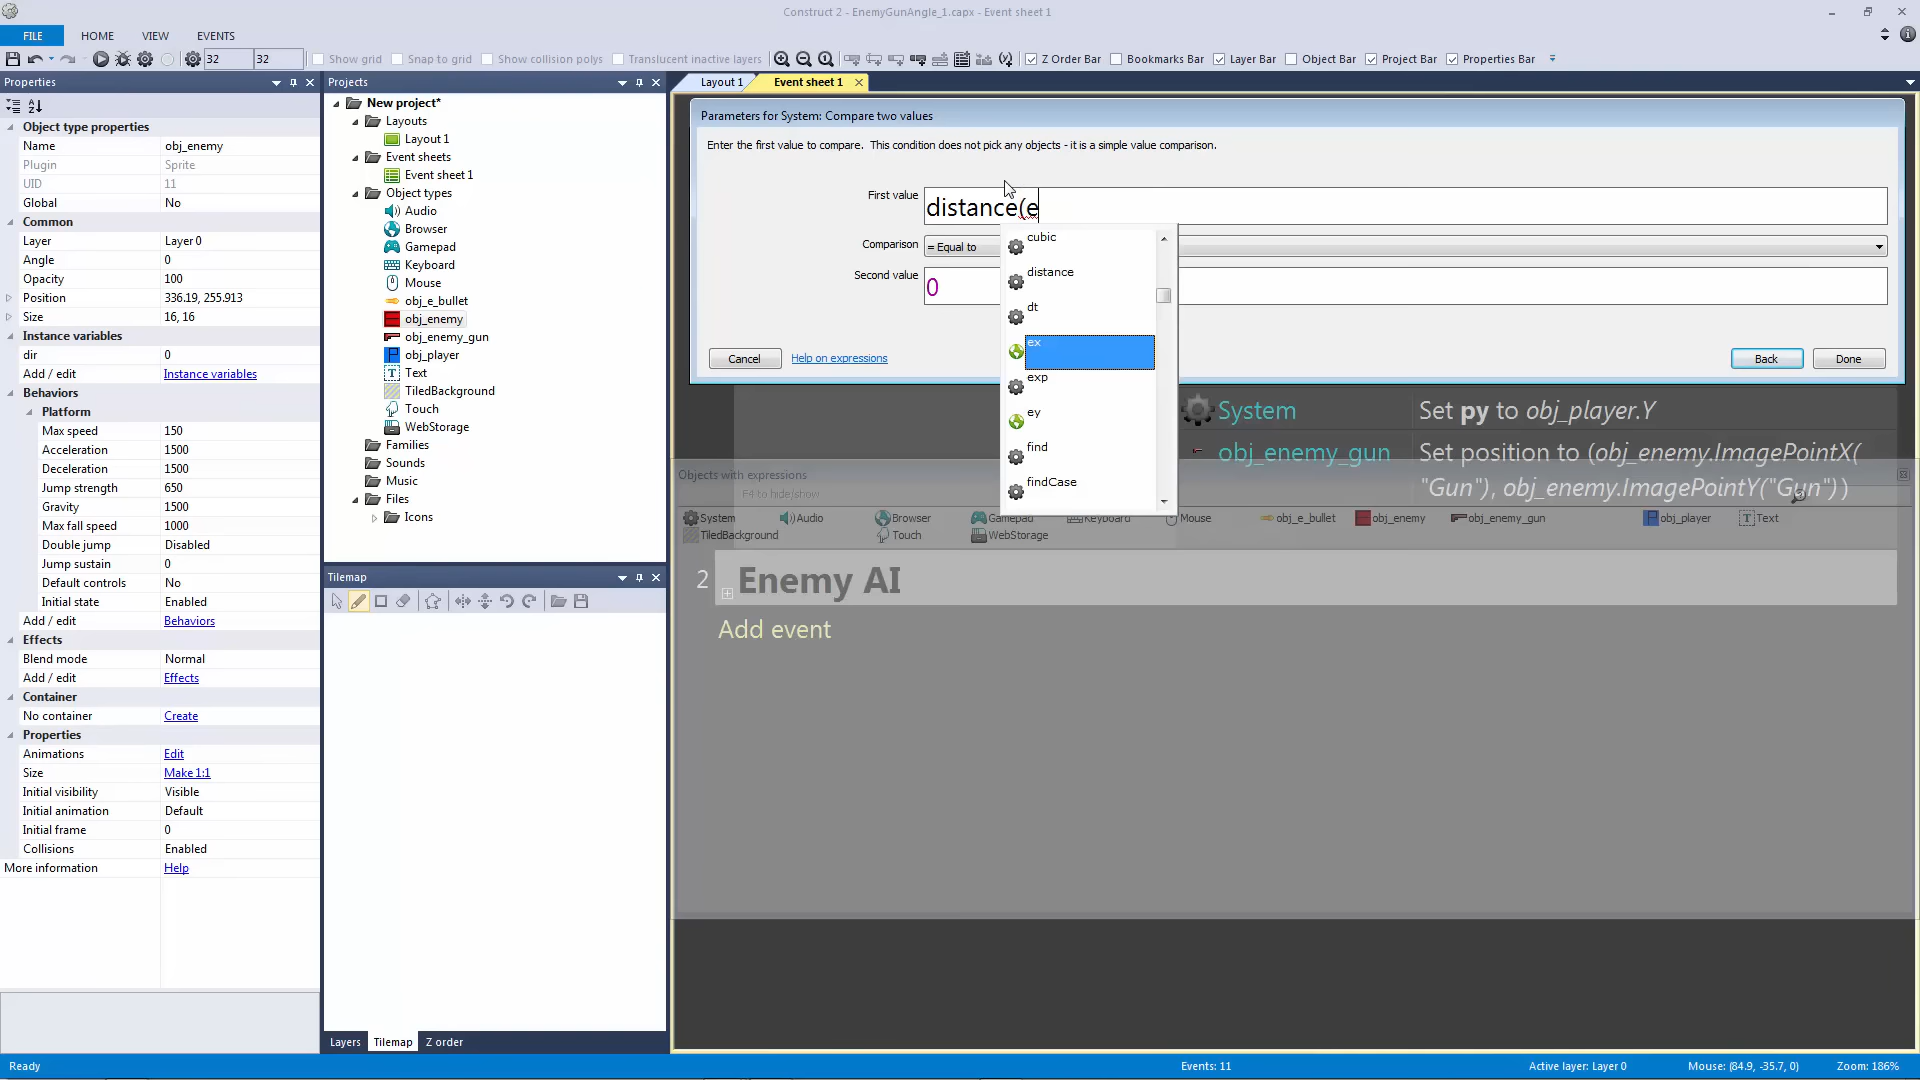 Construct 2 - EnemyGunAngle_1.capx - Event sheet 1
FILE HOME VIEW EVENTS
32 32 Show grid Snap to grid Show collision polys Translucent inactive layers Z Order Bar Bookmarks Bar Layer Bar Object Bar Project Bar Properties Bar
Properties
Object type properties
Name obj_enemy
Plugin Sprite
UID 11
Global No
Common
Layer Layer 0
Angle 0
Opacity 100
Position 336.19, 255.913
Size 16, 16
Instance variables
dir 0
Add / edit Instance variables
Behaviors
Platform
Max speed 150
Acceleration 1500
Deceleration 1500
Jump strength 650
Gravity 1500
Max fall speed 1000
Double jump Disabled
Jump sustain 0
Default controls No
Initial state Enabled
Add / edit Behaviors
Effects
Blend mode Normal
Add / edit Effects
Container
No container Create
Properties
Animations Edit
Size Make 1:1
Initial visibility Visible
Initial animation Default
Initial frame 0
Collisions Enabled
More information Help
Projects
New project*
Layouts
Layout 1
Event sheets
Event sheet 1
Object types
Audio
Browser
Gamepad
Keyboard
Mouse
obj_e_bullet
obj_enemy
obj_enemy_gun
obj_player
Text
TiledBackground
Touch
WebStorage
Families
Sounds
Music
Files
Icons
Tilemap
Layers Tilemap Z order
Layout 1 Event sheet 1
Parameters for System: Compare two values
Enter the first value to compare. This condition does not pick any objects - it is a simple value comparison.
First value distance(e
Comparison = Equal to
Second value 0
Cancel Help on expressions Back Done
cubic
distance
dt
ex
exp
ey
find
findCase
System Set py to obj_player.Y
obj_enemy_gun Set position to (obj_enemy.ImagePointX(
"Gun"), obj_enemy.ImagePointY("Gun"))
Objects with expressions
F4 to hide/show
System Audio Browser Gamepad Keyboard Mouse obj_e_bullet obj_enemy obj_enemy_gun obj_player Text
TiledBackground Touch WebStorage
2 Enemy AI
Add event
Ready Events: 11 Active layer: Layer 0 Mouse: (84.9, -35.7, 0) Zoom: 186%